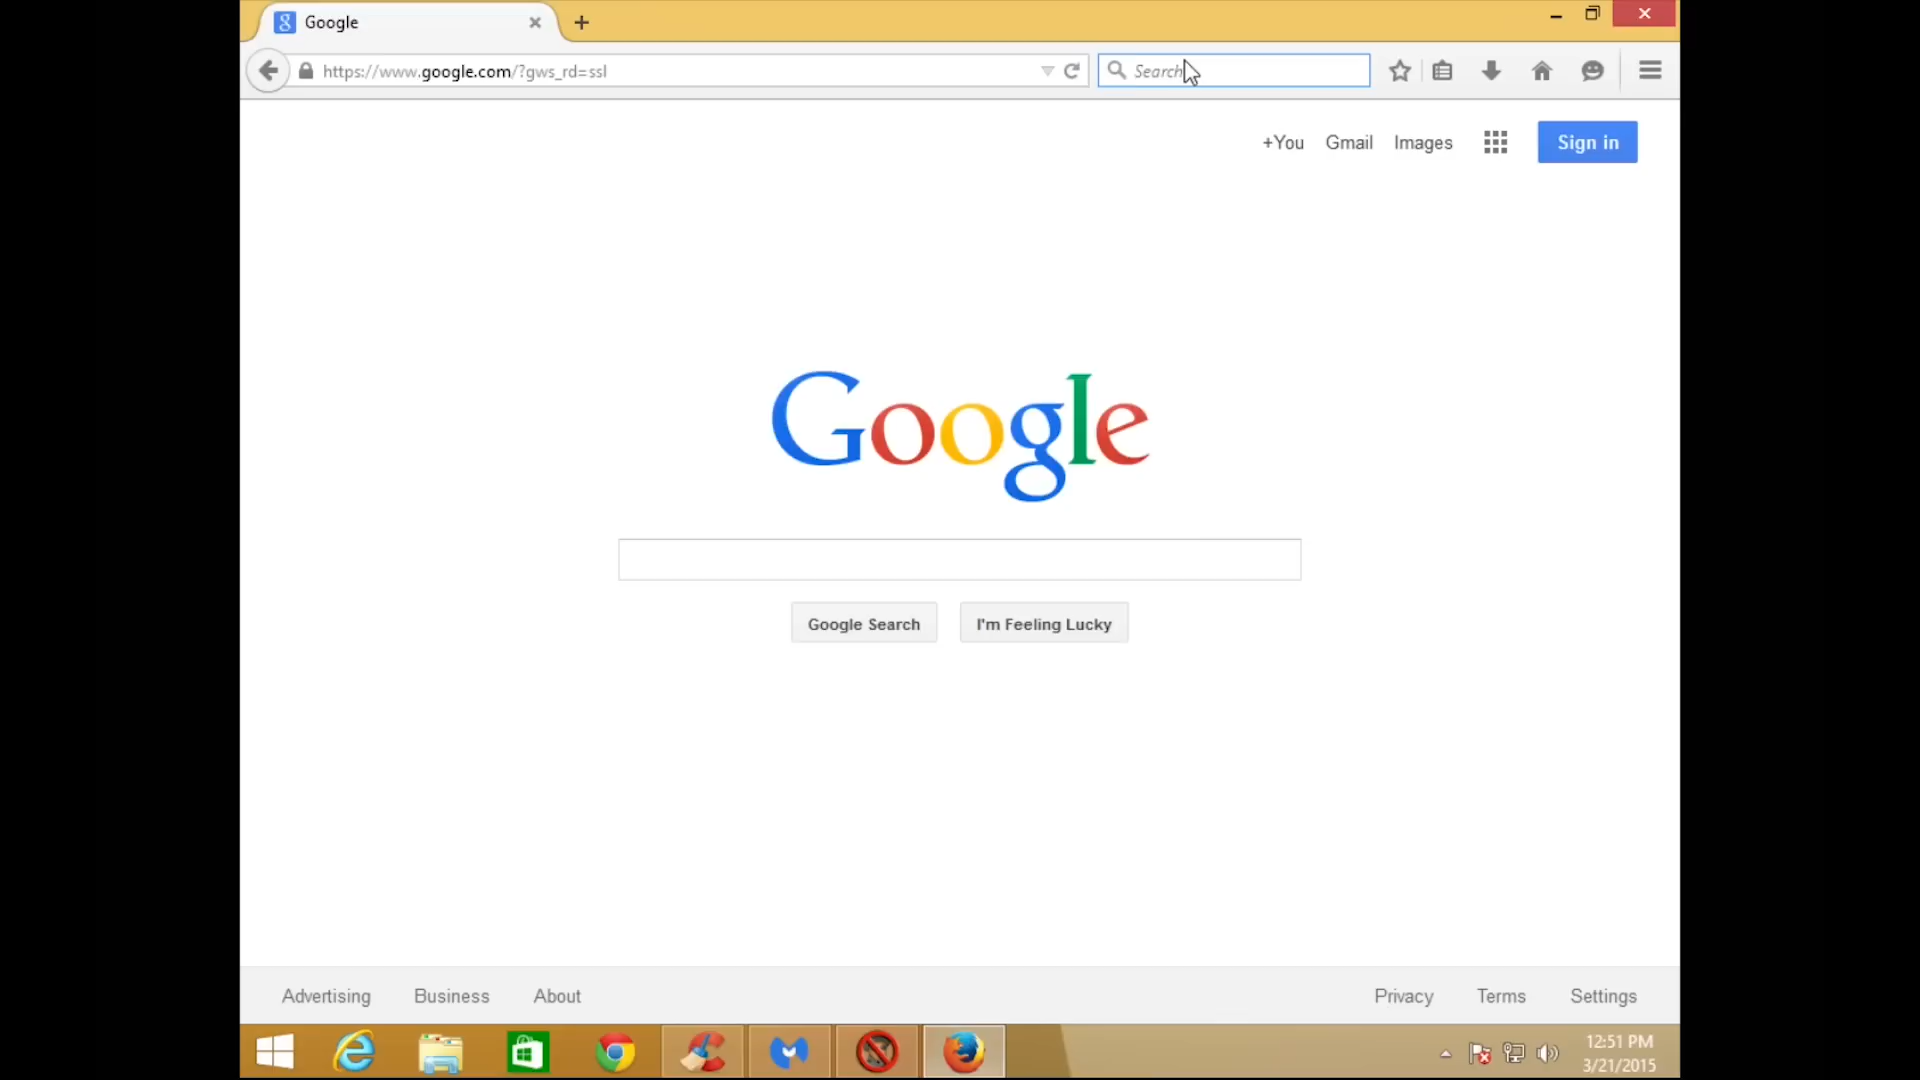 Google
https://www.google.com/?gws_rd=ssl
Search
+You Gmail Images Sign in
Google
Google Search I'm Feeling Lucky
Advertising Business About Privacy Terms Settings
12:51 PM
3/21/2015